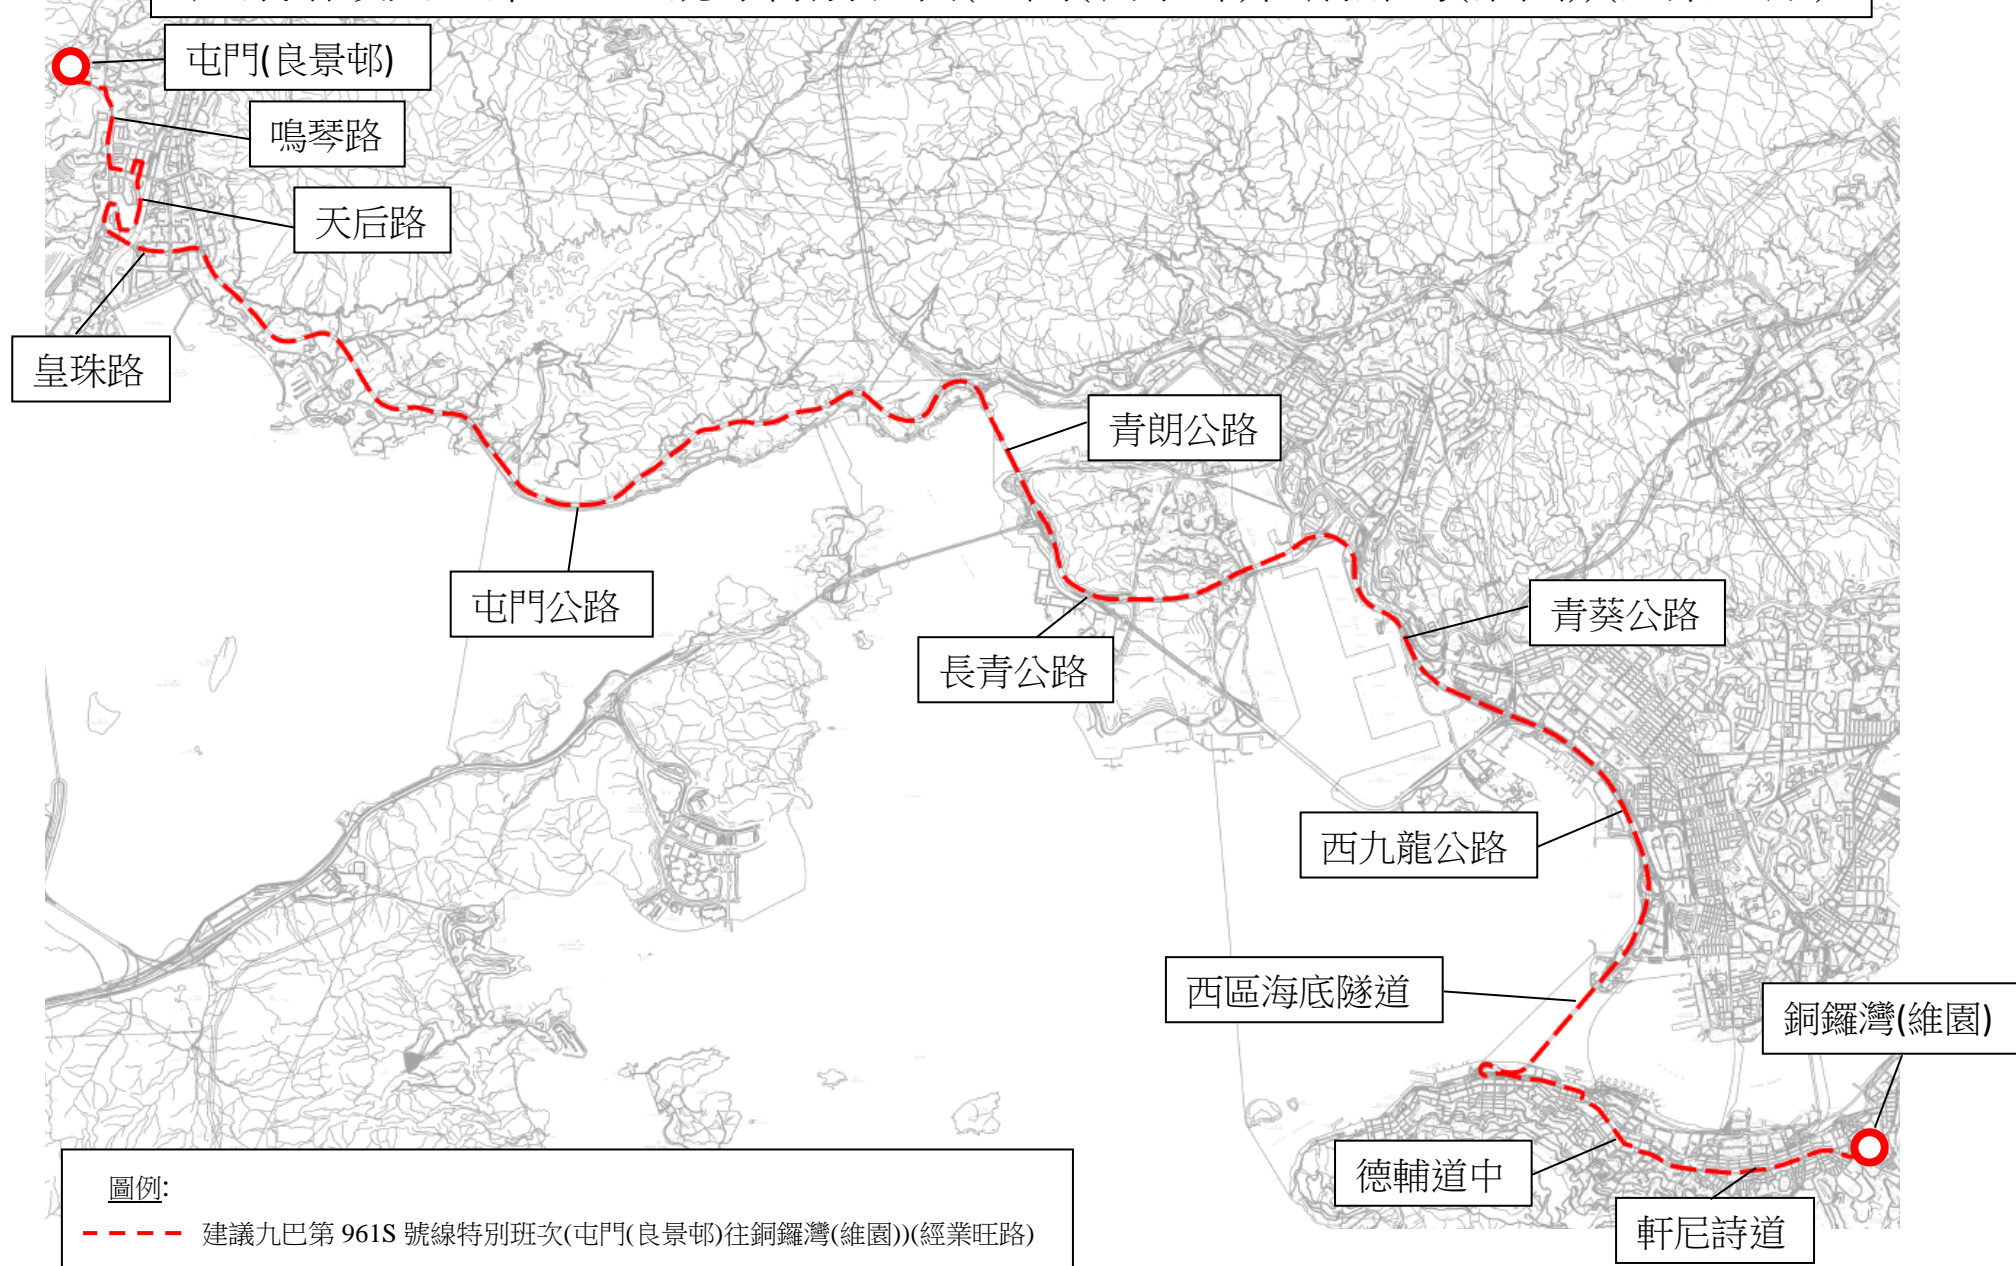 屯門(良景邨)
鳴琴路
天后路
皇珠路
青朗公路
屯門公路
青葵公路
長青公路
西九龍公路
西區海底隧道
銅鑼灣(維園)
德輔道中
軒尼詩道
圖例:
建議九巴第 961S 號線特別班次(屯門(良景邨)往銅鑼灣(維園))(經業旺路)